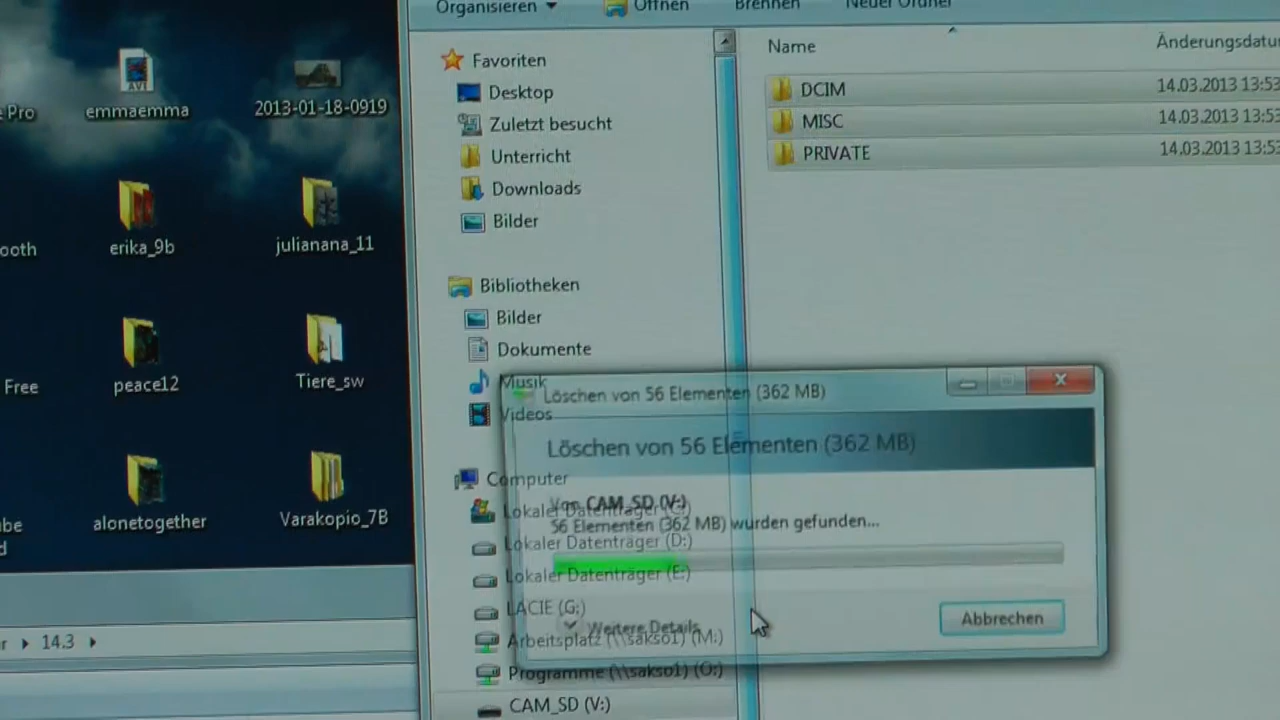 Organisieren
Öffnen
Brennen
Neuer Ordner
e Pro
emmaemma
2013-01-18-0919
ooth
erika_9b
julianana_11
Free
peace12
Tiere_sw
be
d
alonetogether
Varakopio_7B
14.3
Favoriten
Desktop
Zuletzt besucht
Unterricht
Downloads
Bilder
Bibliotheken
Bilder
Dokumente
Musik
Videos
Computer
Lokaler Datenträger (C:)
Lokaler Datenträger (D:)
Lokaler Datenträger (E:)
LACIE (G:)
Arbeitsplatz (\\sakso1) (M:)
Programme (\\sakso1) (O:)
CAM_SD (V:)
Name
Änderungsdatu
DCIM
14.03.2013 13:53
MISC
14.03.2013 13:53
PRIVATE
14.03.2013 13:53
Löschen von 56 Elementen (362 MB)
Löschen von 56 Elementen (362 MB)
Von CAM_SD (V:)
56 Elementen (362 MB) wurden gefunden...
Weitere Details
Abbrechen